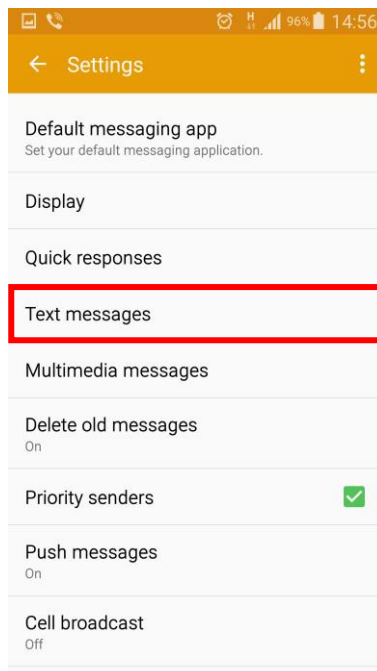 H 96% 14:56
Settings
Default messaging app
Set your default messaging application.
Display
Quick responses
Text messages
Multimedia messages
Delete old messages
On
Priority senders
Push messages
On
Cell broadcast
Off